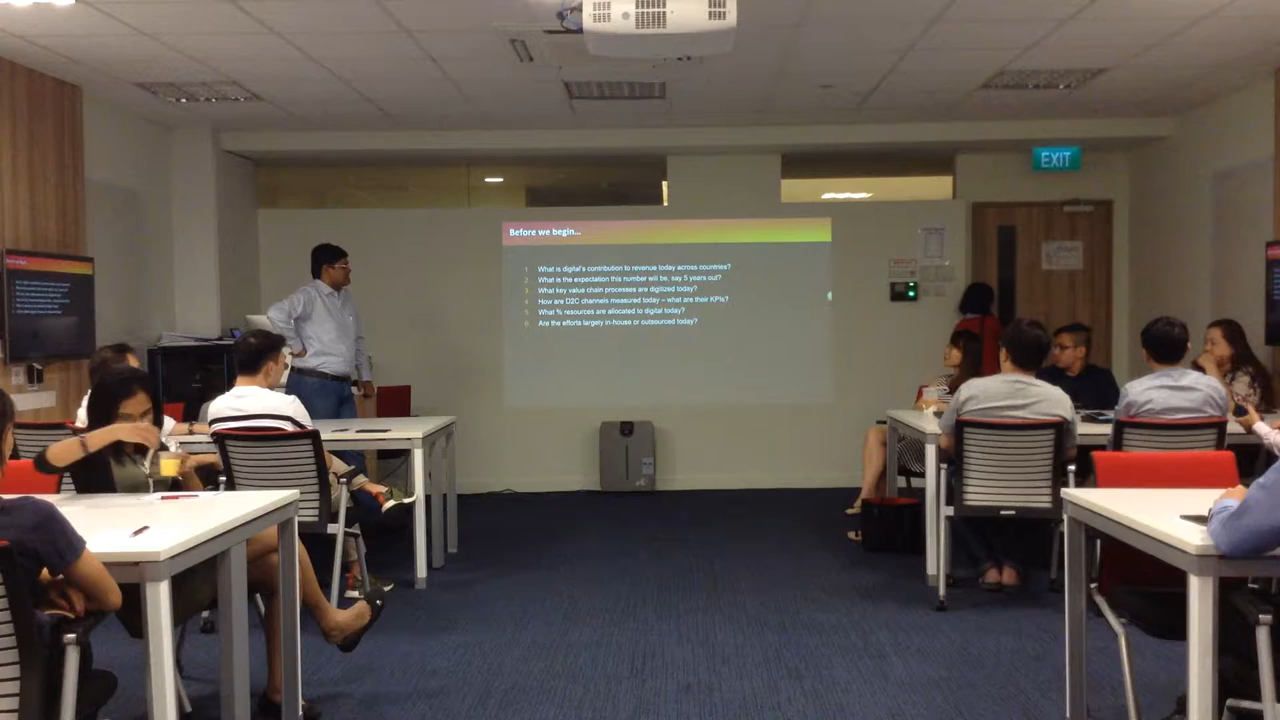 EXIT
Before we begin...
1 What is digital's contribution to revenue today across countries?
2 What is the expectation this number will be, say 5 years out?
3 What key value chain processes are digitized today?
4 How are D2C channels measured today – what are their KPIs?
5 What % resources are allocated to digital today?
6 Are the efforts largely in-house or outsourced today?